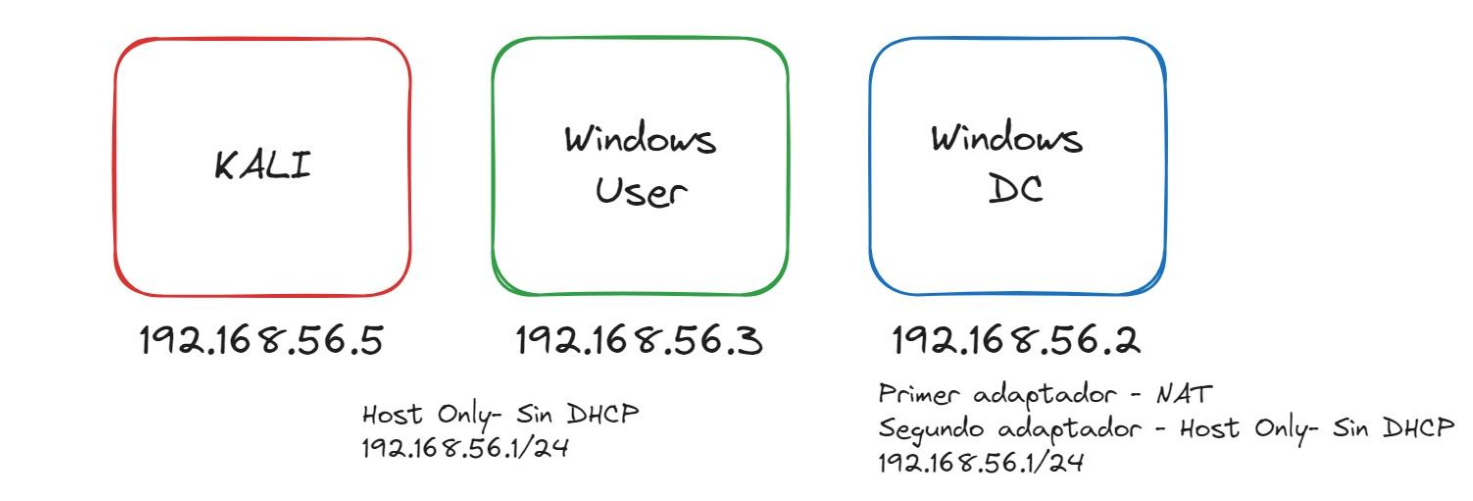 KALI
Windows
User
Windows
DC
192.168.56.5
192.168.56.3
192.168.56.2
Host Only- Sin DHCP
192.168.56.1/24
Primer adaptador - NAT
Segundo adaptador - Host Only- Sin DHCP
192.168.56.1/24